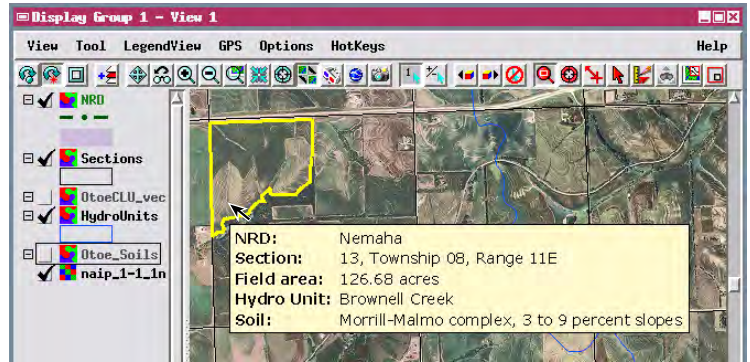 Display Group 1 - View 1
View Tool LegendView GPS Options HotKeys Help
NRD
Sections
OtoeCLU_vec
HydroUnits
Otoe_Soils
naip_1-1_1n
NRD: Nemaha
Section: 13, Township 08, Range 11E
Field area: 126.68 acres
Hydro Unit: Brownell Creek
Soil: Morrill-Malmo complex, 3 to 9 percent slopes